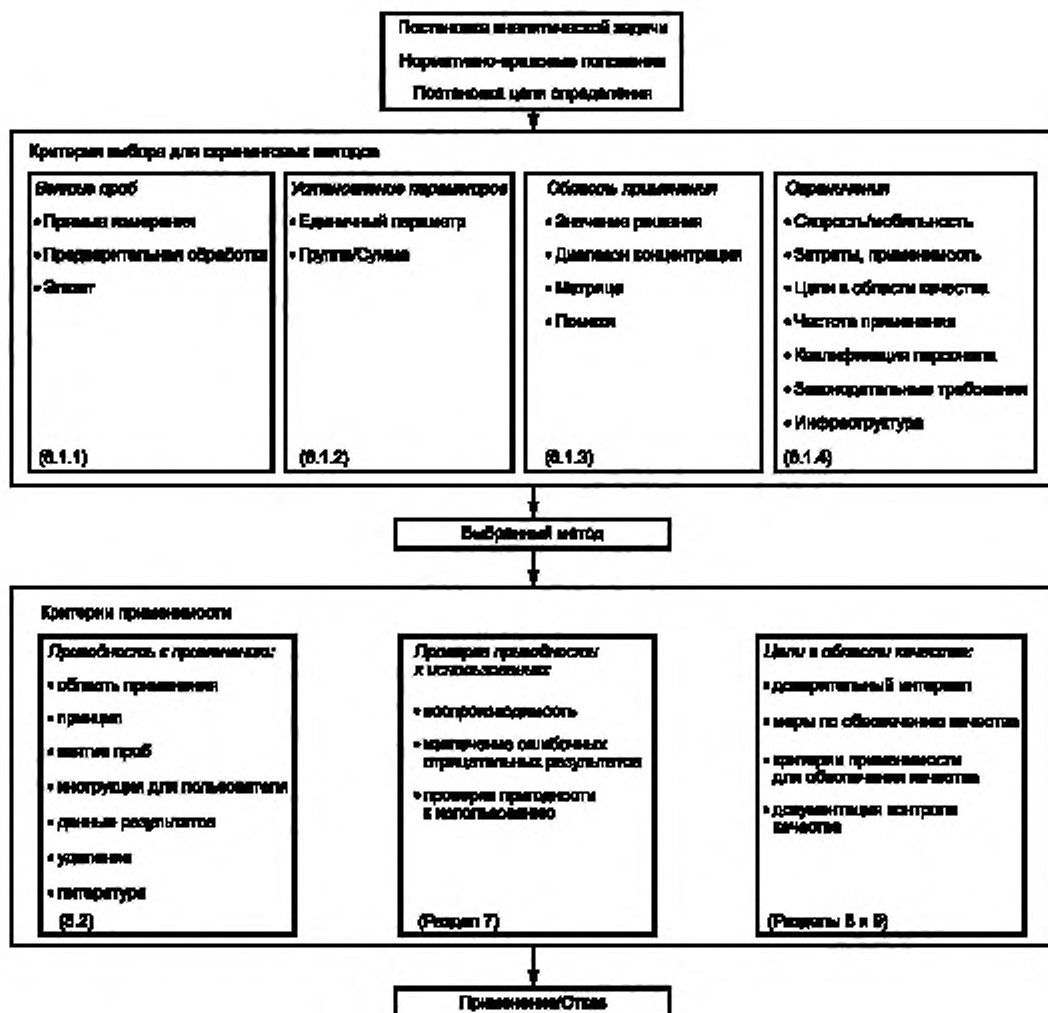 Постановка аналитической задачи
Нормативно-правовые положения
Постановка цели определения
Критерии выбора для скрининговых методов
Взятие проб
• Прямые измерения
• Предварительная обработка
• Элюат
(6.1.1)
Установление параметров
• Единичный параметр
• Группа/Сумма
(6.1.2)
Область применения
• Значение решения
• Диапазон концентраций
• Матрица
• Помехи
(6.1.3)
Ограничения
• Скорость/мобильность
• Затраты, применимость
• Цели в области качества
• Частота применения
• Квалификация персонала
• Законодательные требования
• Инфраструктура
(6.1.4)
Выбранный метод
Критерии применимости
Пригодность к применению:
• область применения
• принцип
• взятие проб
• инструкции для пользователя
• данные результатов
• удаление
• литература
(6.2)
Проверка пригодности
к использованию:
• воспроизводимость
• исключение ошибочных
отрицательных результатов
• проверка пригодности
к использованию
(Раздел 7)
Цели в области качества:
• доверительный интервал
• меры по обеспечению качества
• критерии применимости
для обеспечения качества
• документация контроля
качества
(Разделы 8 и 9)
Применение/Отказ